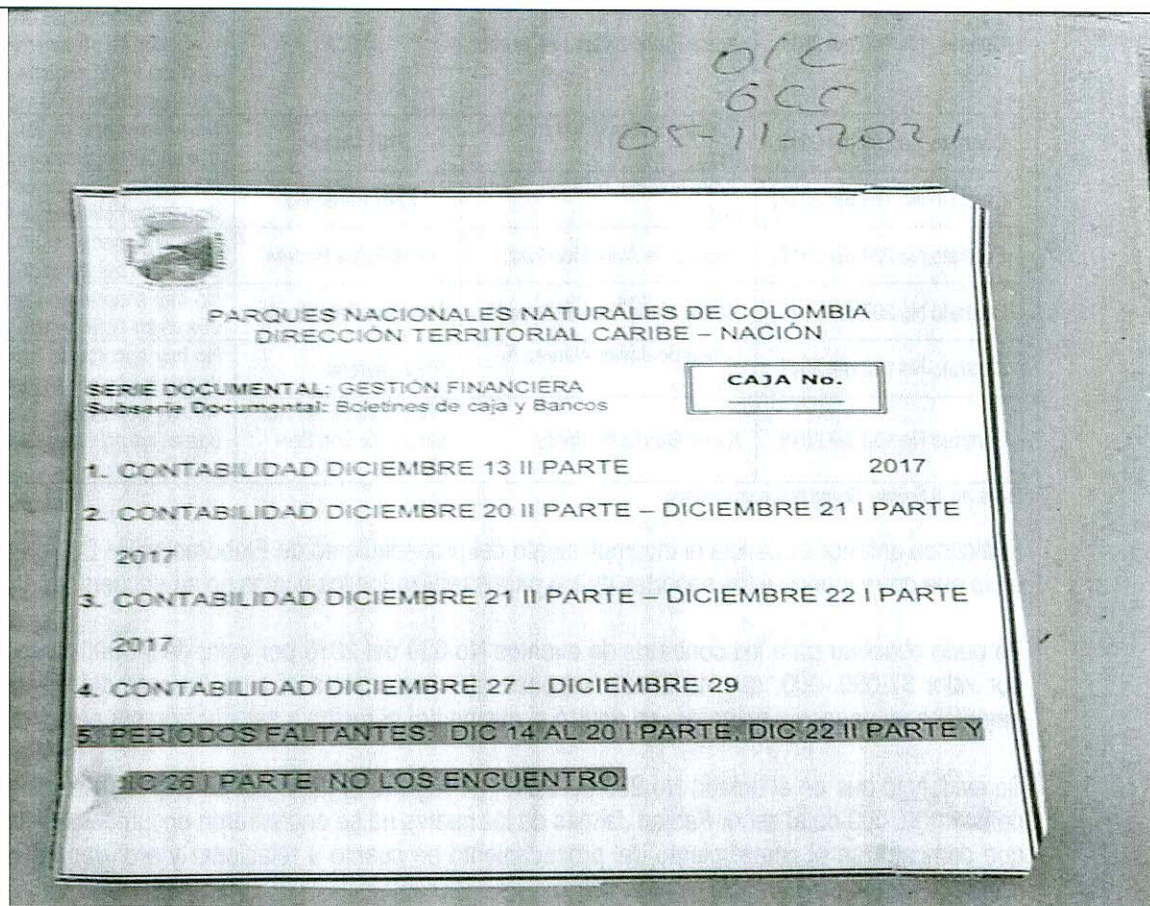 OIC
GCC
05-11-2021
PARQUES NACIONALES NATURALES DE COLOMBIA
DIRECCIÓN TERRITORIAL CARIBE – NACIÓN
SERIE DOCUMENTAL: GESTIÓN FINANCIERA
Subserie Documental: Boletines de caja y Bancos
CAJA No.
1. CONTABILIDAD DICIEMBRE 13 II PARTE 2017
2. CONTABILIDAD DICIEMBRE 20 II PARTE – DICIEMBRE 21 I PARTE
2017
3. CONTABILIDAD DICIEMBRE 21 II PARTE – DICIEMBRE 22 I PARTE
2017
4. CONTABILIDAD DICIEMBRE 27 – DICIEMBRE 29
5. PERIODOS FALTANTES: DIC 14 AL 20 I PARTE, DIC 22 II PARTE Y
DIC 26 I PARTE, NO LOS ENCUENTRO.